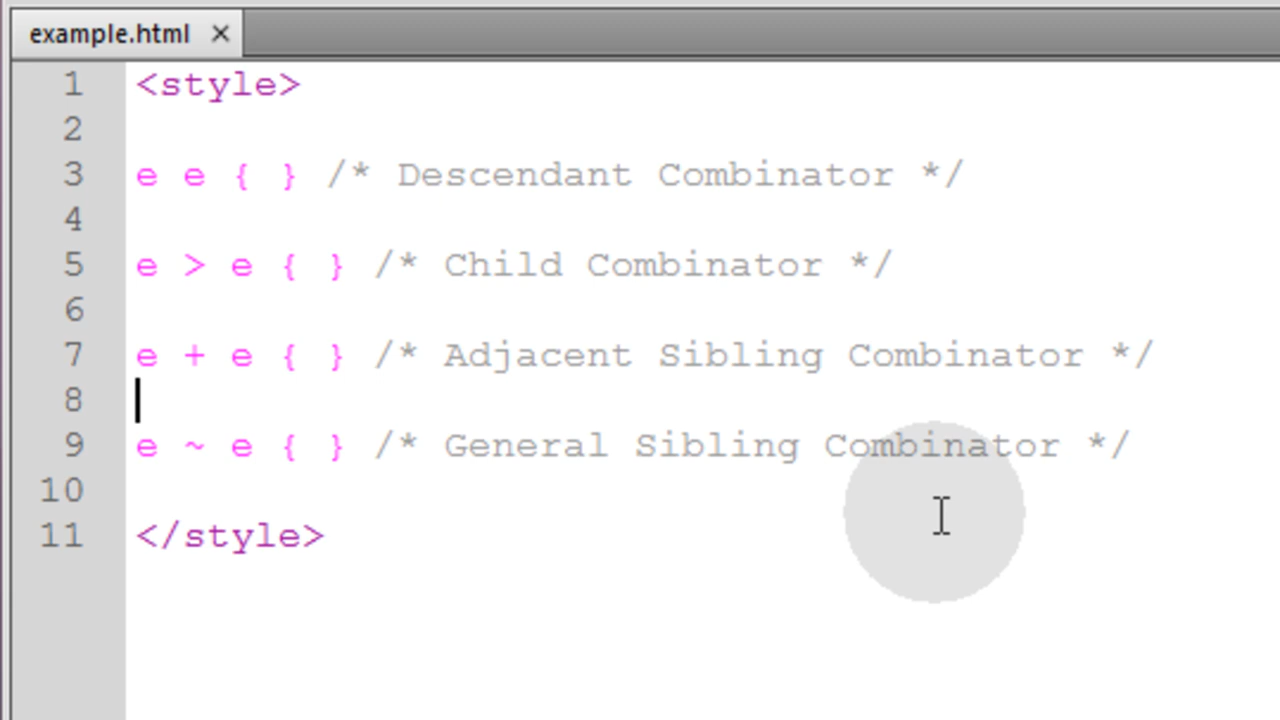 example.html ×
1 <style>
2
3 e e { } /* Descendant Combinator */
4
5 e > e { } /* Child Combinator */
6
7 e + e { } /* Adjacent Sibling Combinator */
8
9 e ~ e { } /* General Sibling Combinator */
10
11 </style>